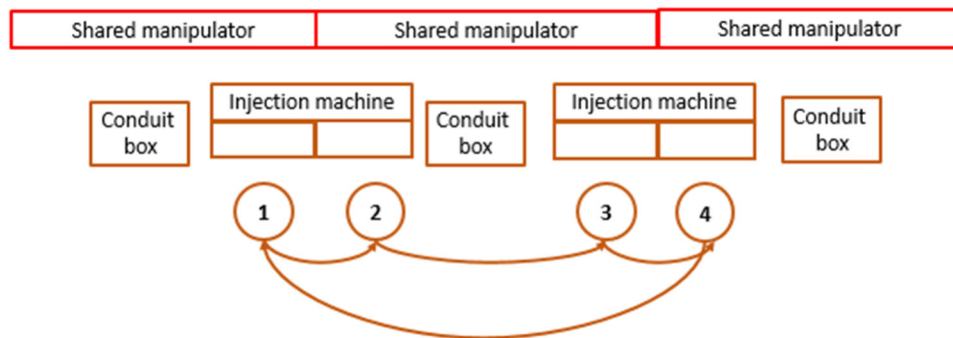 Shared manipulator
Shared manipulator
Shared manipulator
Conduit
box
Injection machine
Conduit
box
Injection machine
Conduit
box
1
2
3
4